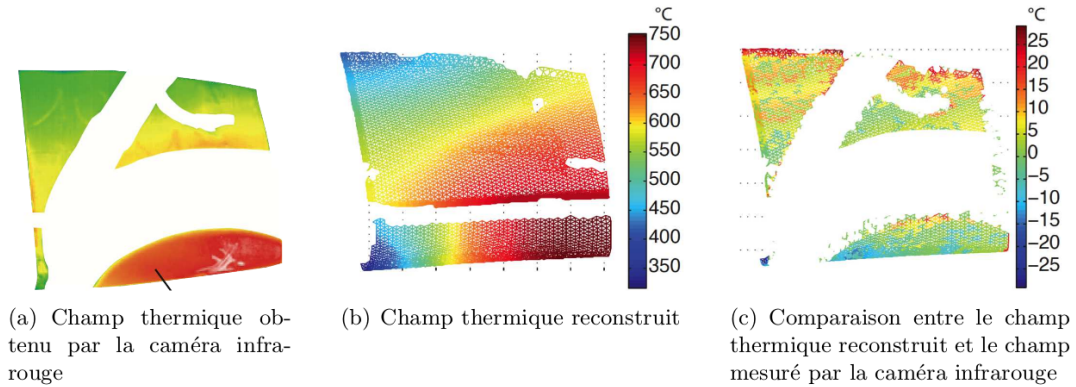 °C
750
700
650
600
550
500
450
400
350
°C
25
20
15
10
5
0
−5
−10
−15
−20
−25
(a) Champ thermique ob-
tenu par la caméra infra-
rouge
(b) Champ thermique reconstruit
(c) Comparaison entre le champ
thermique reconstruit et le champ
mesuré par la caméra infrarouge